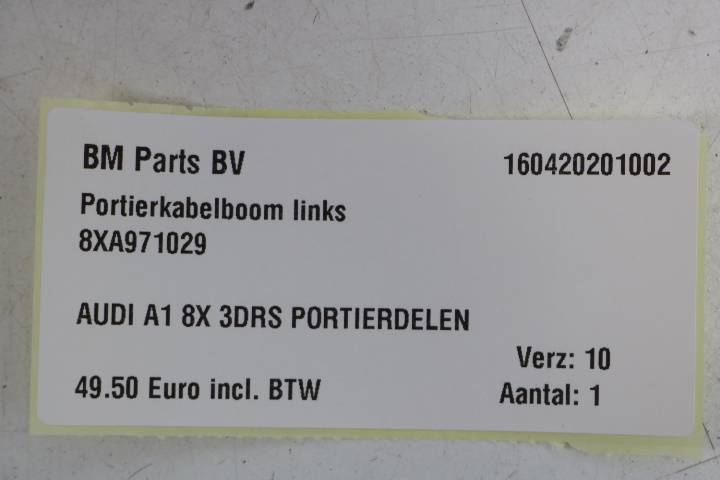 BM Parts BV 160420201002
Portierkabelboom links
8XA971029
AUDI A1 8X 3DRS PORTIERDELEN
Verz: 10
49.50 Euro incl. BTW Aantal: 1